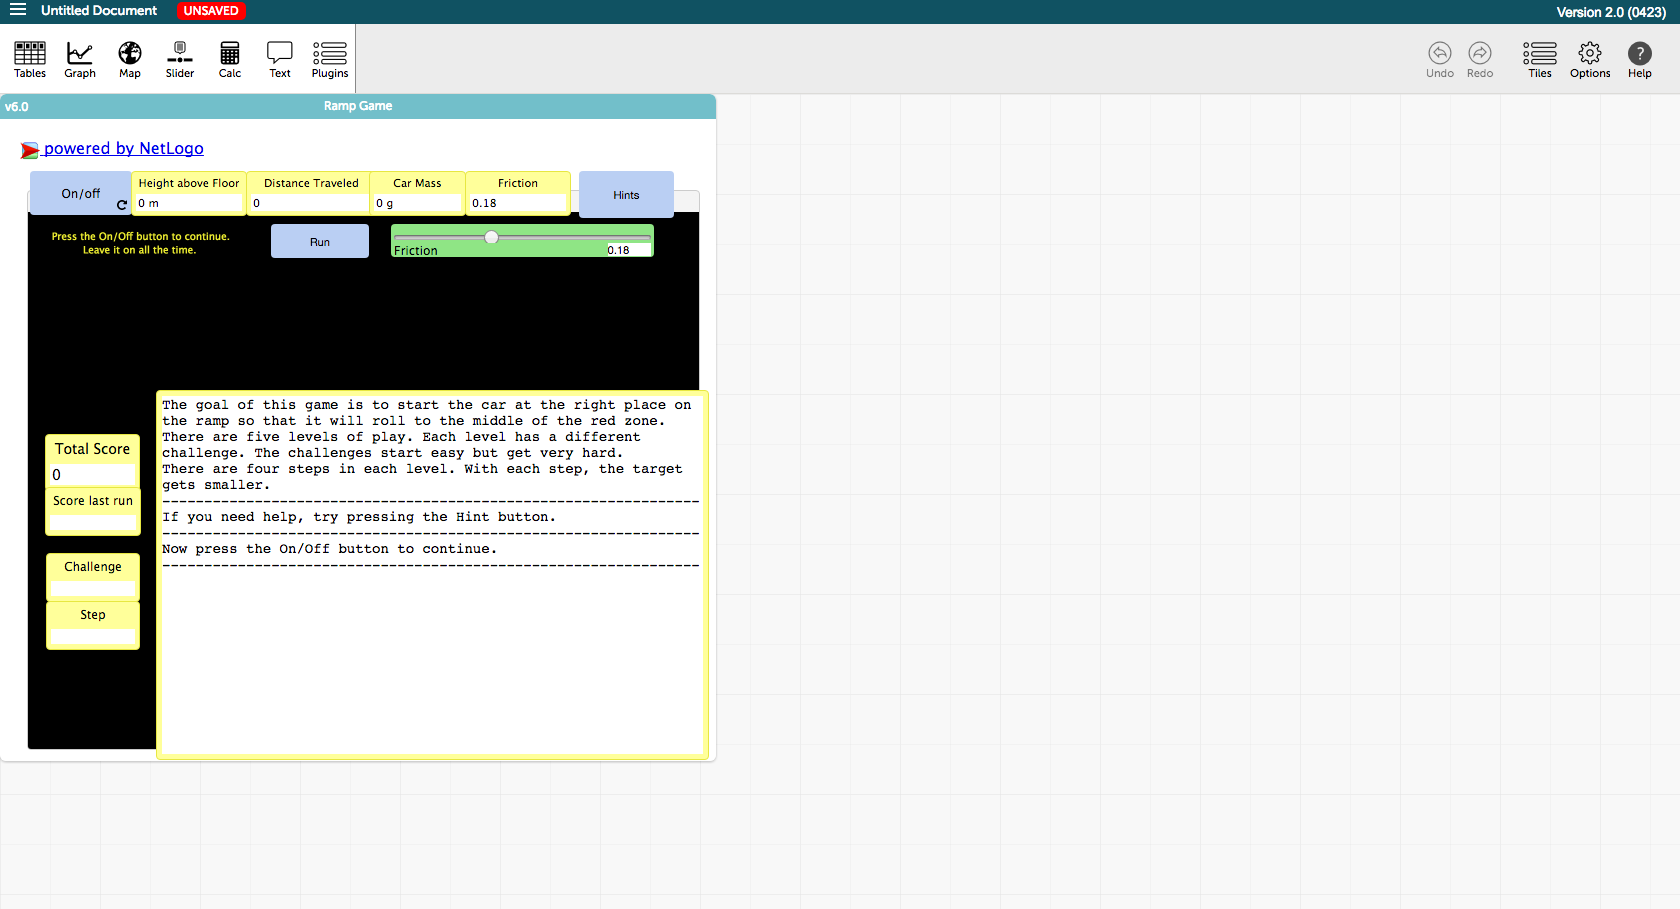 Untitled Document UNSAVED Version 2.0 (0423)
Tables Graph Map Slider Calc Text Plugins Undo Redo Tiles Options Help
v6.0 Ramp Game
powered by NetLogo
On/off Height above Floor Distance Traveled Car Mass Friction Hints
0 m 0 0 g 0.18
Press the On/Off button to continue.
Leave it on all the time.
Run
Friction 0.18
The goal of this game is to start the car at the right place on
the ramp so that it will roll to the middle of the red zone.
There are five levels of play. Each level has a different
challenge. The challenges start easy but get very hard.
There are four steps in each level. With each step, the target
gets smaller.
----------------------------------------------------------------
If you need help, try pressing the Hint button.
----------------------------------------------------------------
Now press the On/Off button to continue.
----------------------------------------------------------------
Total Score
0
Score last run
Challenge
Step